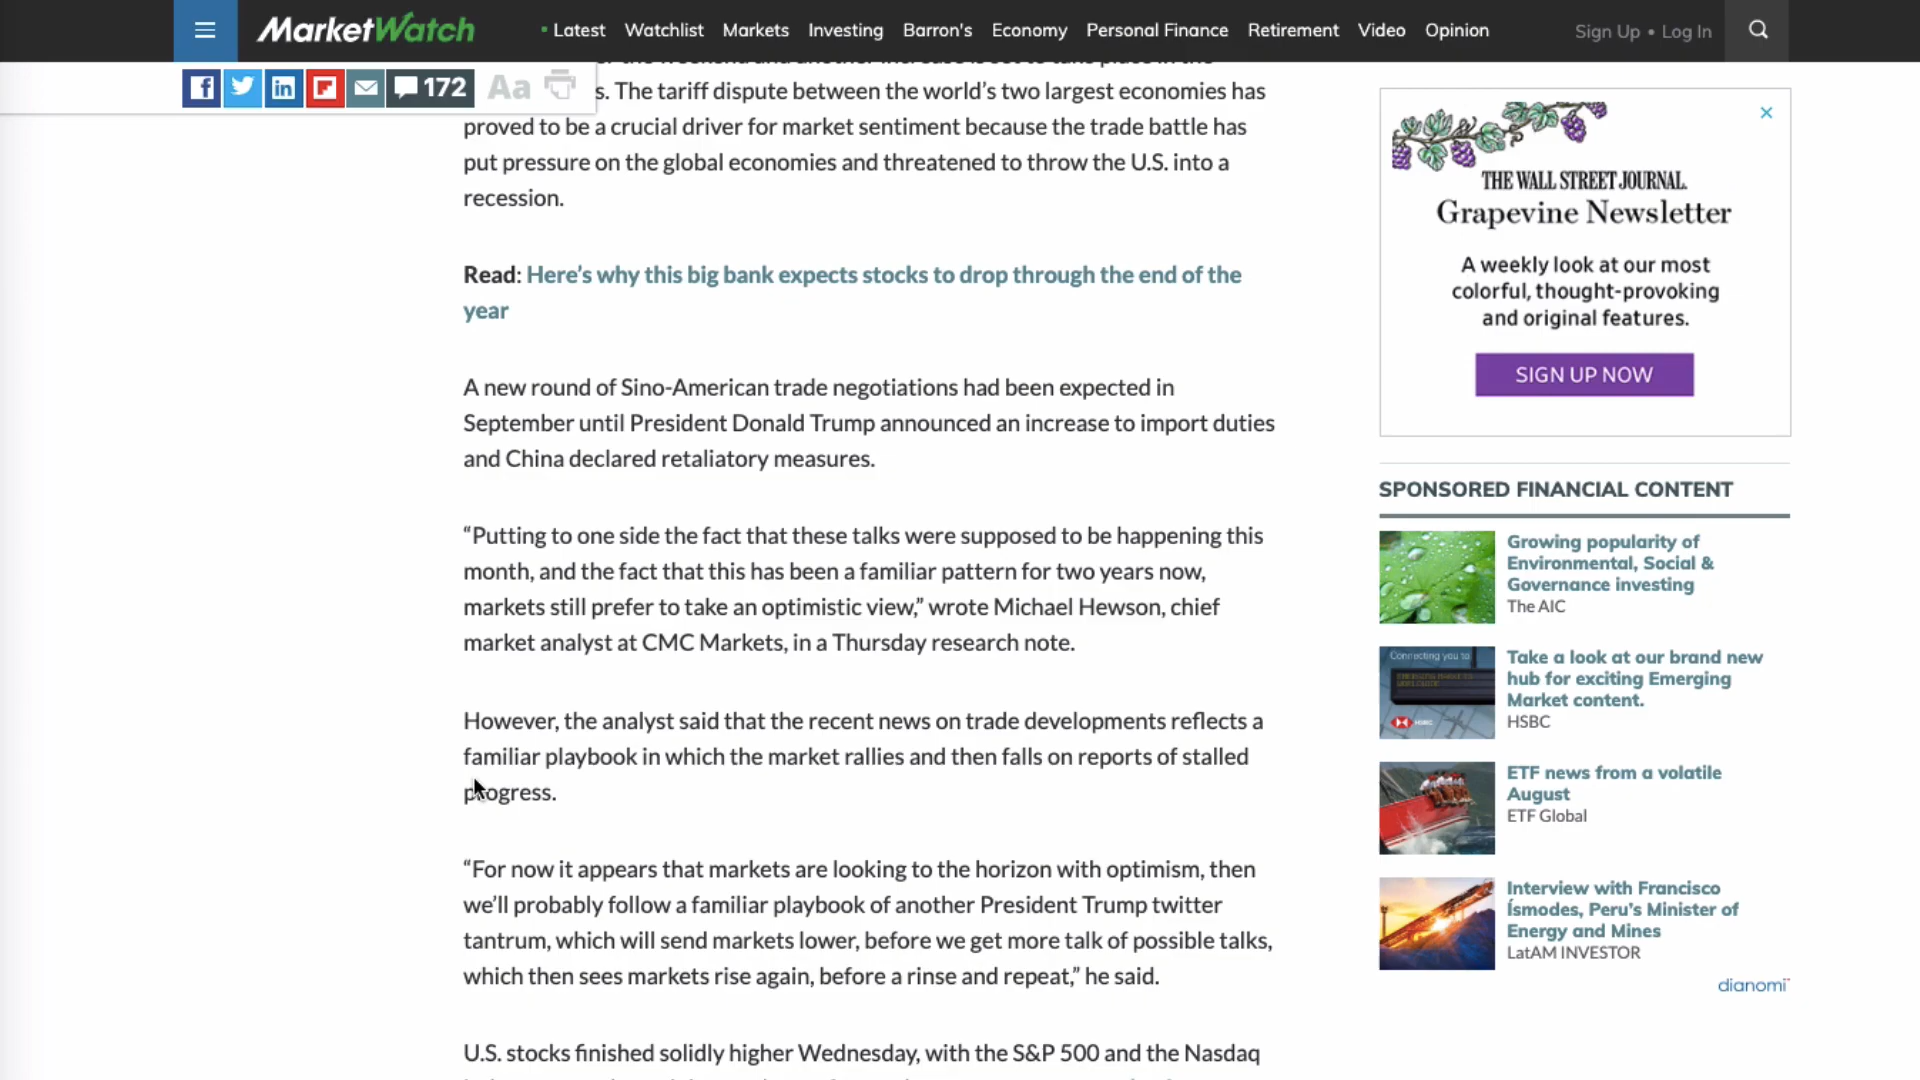 MarketWatch
Latest Watchlist Markets Investing Barron's Economy Personal Finance Retirement Video Opinion
Sign Up • Log In
172 Aa
s. The tariff dispute between the world’s two largest economies has
proved to be a crucial driver for market sentiment because the trade battle has
put pressure on the global economies and threatened to throw the U.S. into a
recession.
Read: Here’s why this big bank expects stocks to drop through the end of the
year
A new round of Sino-American trade negotiations had been expected in
September until President Donald Trump announced an increase to import duties
and China declared retaliatory measures.
“Putting to one side the fact that these talks were supposed to be happening this
month, and the fact that this has been a familiar pattern for two years now,
markets still prefer to take an optimistic view,” wrote Michael Hewson, chief
market analyst at CMC Markets, in a Thursday research note.
However, the analyst said that the recent news on trade developments reflects a
familiar playbook in which the market rallies and then falls on reports of stalled
progress.
“For now it appears that markets are looking to the horizon with optimism, then
we’ll probably follow a familiar playbook of another President Trump twitter
tantrum, which will send markets lower, before we get more talk of possible talks,
which then sees markets rise again, before a rinse and repeat,” he said.
U.S. stocks finished solidly higher Wednesday, with the S&P 500 and the Nasdaq
THE WALL STREET JOURNAL.
Grapevine Newsletter
A weekly look at our most
colorful, thought-provoking
and original features.
SIGN UP NOW
SPONSORED FINANCIAL CONTENT
Growing popularity of
Environmental, Social &
Governance investing
The AIC
Connecting you to
HSBC
Take a look at our brand new
hub for exciting Emerging
Market content.
HSBC
ETF news from a volatile
August
ETF Global
Interview with Francisco
Ísmodes, Peru’s Minister of
Energy and Mines
LatAM INVESTOR
dianomi